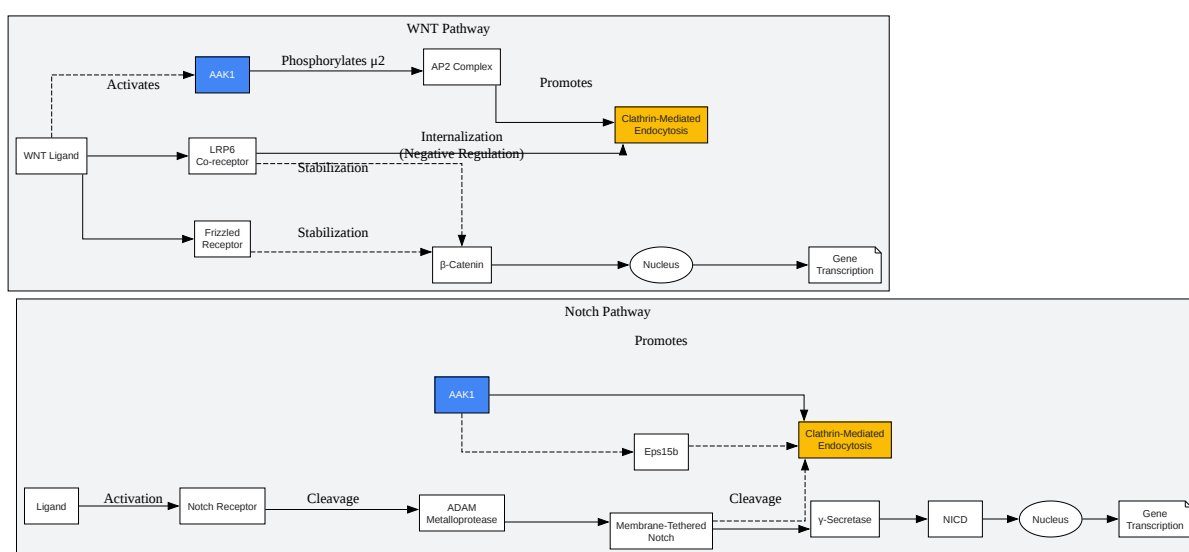 WNT Pathway
AAK1
Phosphorylates μ2
AP2 Complex
Activates
Promotes
Clathrin-Mediated
Endocytosis
WNT Ligand
LRP6
Co-receptor
Internalization
(Negative Regulation)
Stabilization
Frizzled
Receptor
Stabilization
β-Catenin
Nucleus
Gene
Transcription
Notch Pathway
Promotes
AAK1
Clathrin-Mediated
Endocytosis
Eps15b
Ligand
Activation
Notch Receptor
Cleavage
ADAM
Metalloprotease
Membrane-Tethered
Notch
Cleavage
γ-Secretase
NICD
Nucleus
Gene
Transcription